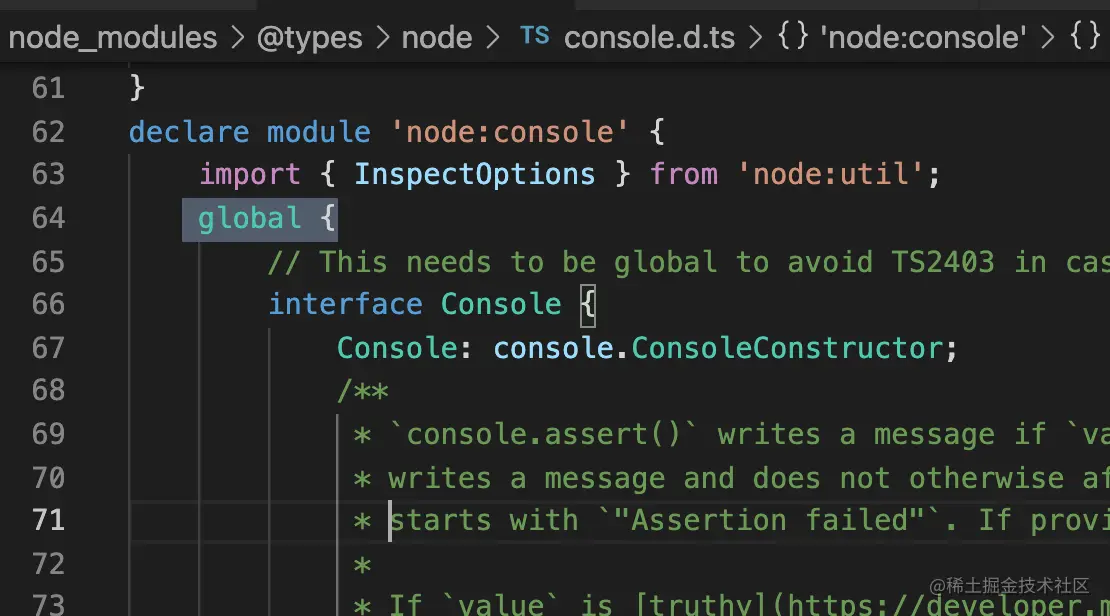 node_modules > @types > node > TS console.d.ts > {} 'node:console' > {}
61 }
62 declare module 'node:console' {
63 import { InspectOptions } from 'node:util';
64 global {
65 // This needs to be global to avoid TS2403 in cas
66 interface Console {
67 Console: console.ConsoleConstructor;
68 /**
69 * `console.assert()` writes a message if `va
70 * writes a message and does not otherwise af
71 * starts with `"Assertion failed"`. If provi
72 *
73 * If `value` is [truthy](https://developer.m
@稀土掘金技术社区